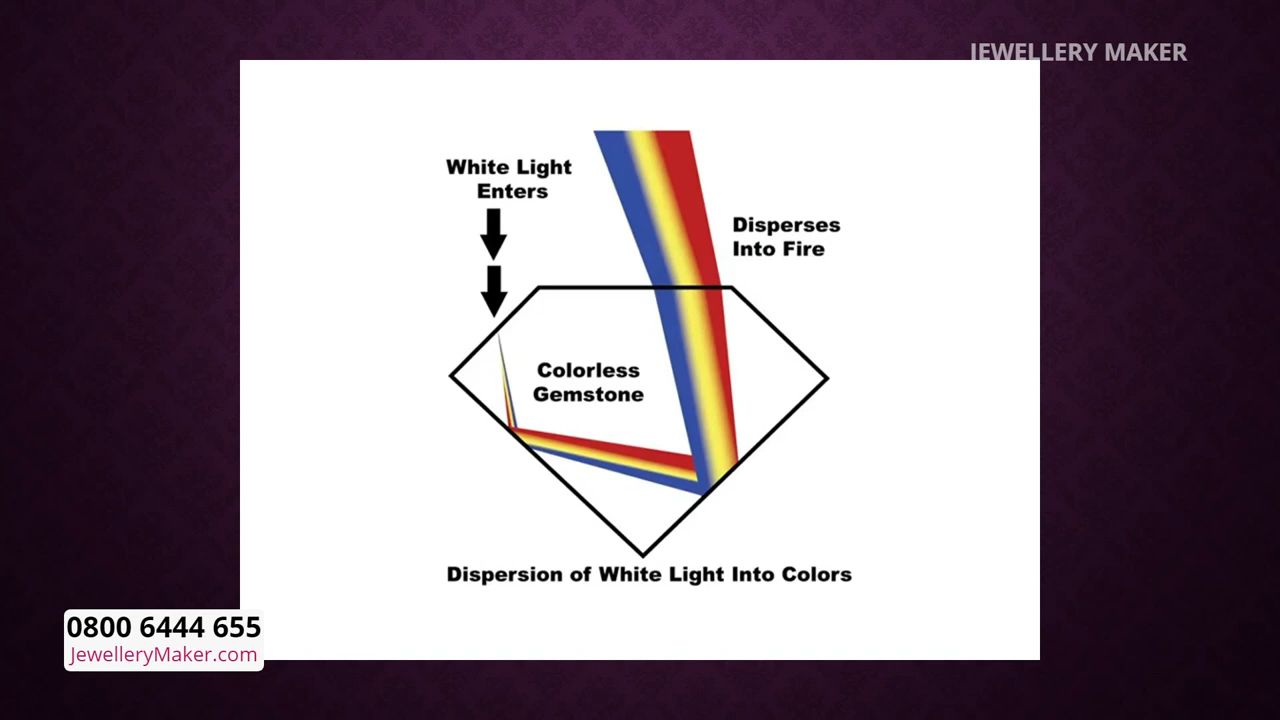 JEWELLERY MAKER
White Light
Enters
Disperses
Into Fire
Colorless
Gemstone
Dispersion of White Light Into Colors
0800 6444 655
JewelleryMaker.com